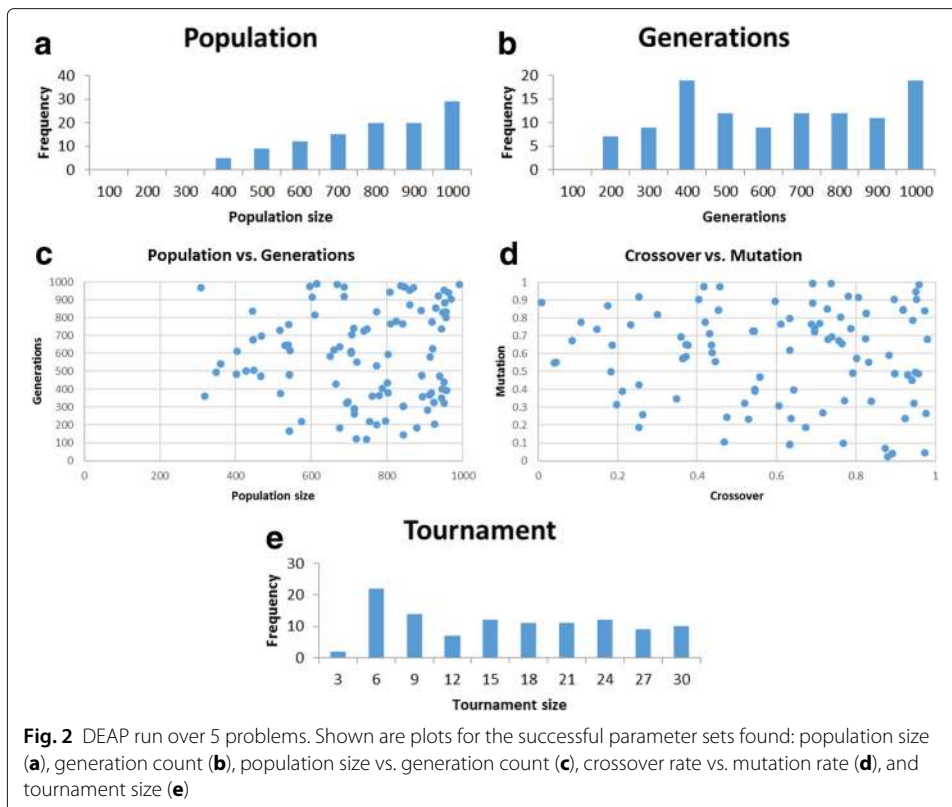 a
Population
Frequency
40
30
20
10
0
100 200 300 400 500 600 700 800 900 1000
Population size
b
Generations
Frequency
20
15
10
5
0
100 200 300 400 500 600 700 800 900 1000
Generations
c
Population vs. Generations
Generations
1000
900
800
700
600
500
400
300
200
100
0
0 200 400 600 800 1000
Population size
d
Crossover vs. Mutation
Mutation
1
0.9
0.8
0.7
0.6
0.5
0.4
0.3
0.2
0.1
0
0 0.2 0.4 0.6 0.8 1
Crossover
e
Tournament
Frequency
30
20
10
0
3 6 9 12 15 18 21 24 27 30
Tournament size
Fig. 2 DEAP run over 5 problems. Shown are plots for the successful parameter sets found: population size
(a), generation count (b), population size vs. generation count (c), crossover rate vs. mutation rate (d), and
tournament size (e)